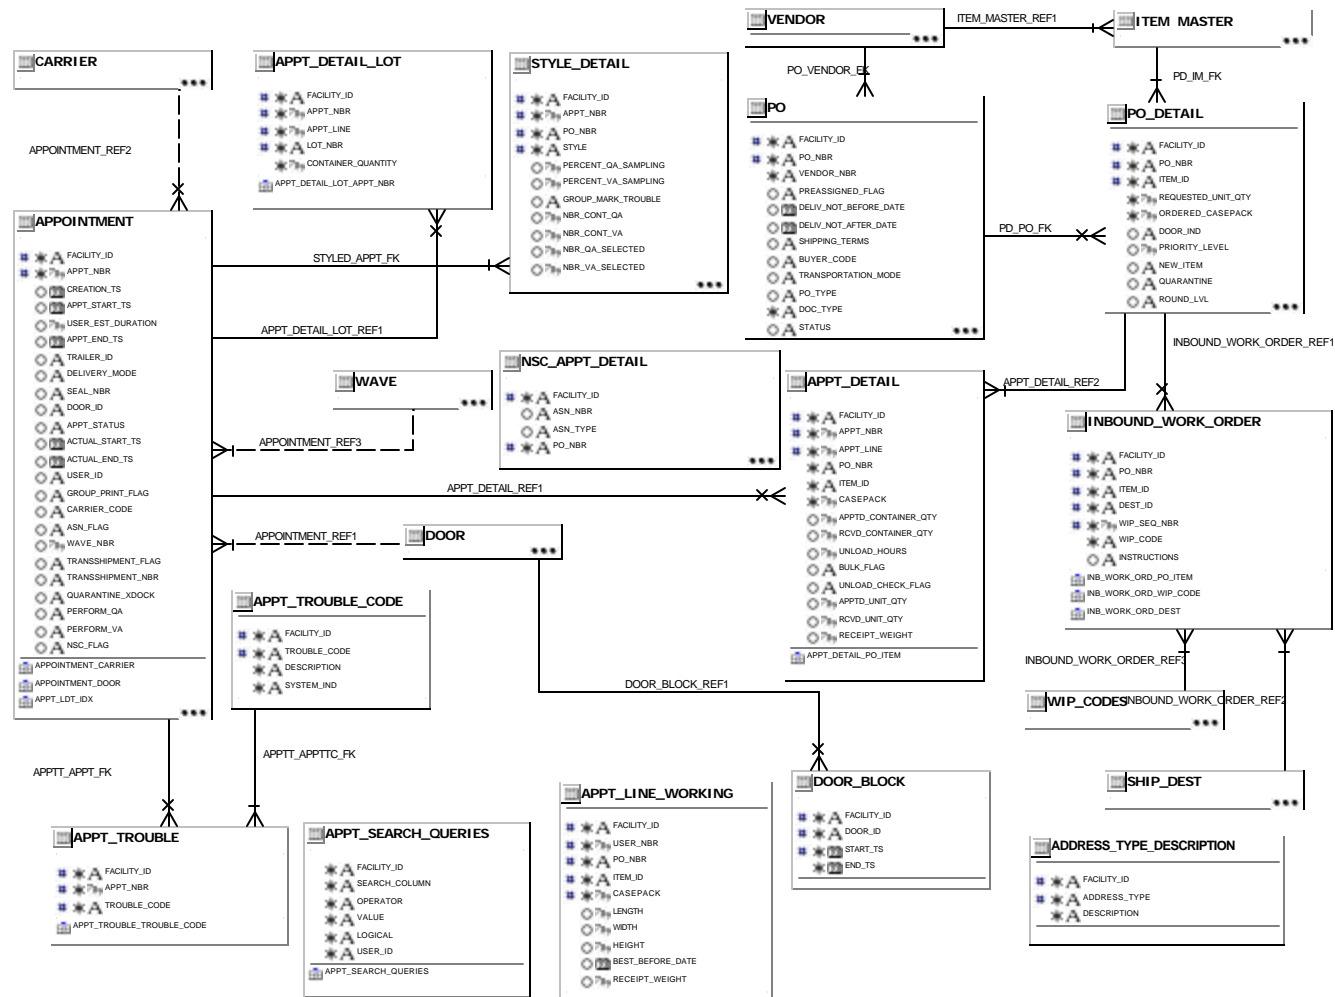 VENDOR
ITEM_MASTER_REF1
ITEM_MASTER
CARRIER
APPOINTMENT_REF2
APPT_DETAIL_LOT
FACILITY_ID
APPT_NBR
APPT_LINE
LOT_NBR
CONTAINER_QUANTITY
APPT_DETAIL_LOT_APPT_NBR
STYLE_DETAIL
FACILITY_ID
APPT_NBR
PO_NBR
STYLE
PERCENT_QA_SAMPLING
PERCENT_VA_SAMPLING
GROUP_MARK_TROUBLE
NBR_CONT_QA
NBR_CONT_VA
NBR_QA_SELECTED
NBR_VA_SELECTED
PO_VENDOR_FK
PD_IM_FK
PO
FACILITY_ID
PO_NBR
VENDOR_NBR
PREASSIGNED_FLAG
DELIV_NOT_BEFORE_DATE
DELIV_NOT_AFTER_DATE
SHIPPING_TERMS
BUYER_CODE
TRANSPORTATION_MODE
PO_TYPE
DOC_TYPE
STATUS
PD_PO_FK
PO_DETAIL
FACILITY_ID
PO_NBR
ITEM_ID
REQUESTED_UNIT_QTY
ORDERED_CASEPACK
DOOR_IND
PRIORITY_LEVEL
NEW_ITEM
QUARANTINE
ROUND_LVL
APPOINTMENT
FACILITY_ID
APPT_NBR
CREATION_TS
APPT_START_TS
USER_EST_DURATION
APPT_END_TS
TRAILER_ID
DELIVERY_MODE
SEAL_NBR
DOOR_ID
APPT_STATUS
ACTUAL_START_TS
ACTUAL_END_TS
USER_ID
GROUP_PRINT_FLAG
CARRIER_CODE
ASN_FLAG
WAVE_NBR
TRANSSHIPMENT_FLAG
TRANSSHIPMENT_NBR
QUARANTINE_XDOCK
PERFORM_QA
PERFORM_VA
NSC_FLAG
APPOINTMENT_CARRIER
APPOINTMENT_DOOR
APPT_LDT_IDX
STYLED_APPT_FK
APPT_DETAIL_LOT_REF1
WAVE
APPOINTMENT_REF3
NSC_APPT_DETAIL
FACILITY_ID
ASN_NBR
ASN_TYPE
PO_NBR
APPT_DETAIL_REF1
APPOINTMENT_REF1
DOOR
APPT_DETAIL
FACILITY_ID
APPT_NBR
APPT_LINE
PO_NBR
ITEM_ID
CASEPACK
APPTD_CONTAINER_QTY
RCVD_CONTAINER_QTY
UNLOAD_HOURS
BULK_FLAG
UNLOAD_CHECK_FLAG
APPTD_UNIT_QTY
RCVD_UNIT_QTY
RECEIPT_WEIGHT
APPT_DETAIL_PO_ITEM
APPT_DETAIL_REF2
INBOUND_WORK_ORDER_REF1
INBOUND_WORK_ORDER
FACILITY_ID
PO_NBR
ITEM_ID
DEST_ID
WIP_SEQ_NBR
WIP_CODE
INSTRUCTIONS
INB_WORK_ORD_PO_ITEM
INB_WORK_ORD_WIP_CODE
INB_WORK_ORD_DEST
INBOUND_WORK_ORDER_REF3
WIP_CODES
INBOUND_WORK_ORDER_REF2
APPT_TROUBLE_CODE
FACILITY_ID
TROUBLE_CODE
DESCRIPTION
SYSTEM_IND
DOOR_BLOCK_REF1
APPTT_APPT_FK
APPTT_APPTTC_FK
APPT_TROUBLE
FACILITY_ID
APPT_NBR
TROUBLE_CODE
APPT_TROUBLE_TROUBLE_CODE
APPT_SEARCH_QUERIES
FACILITY_ID
SEARCH_COLUMN
OPERATOR
VALUE
LOGICAL
USER_ID
APPT_SEARCH_QUERIES
APPT_LINE_WORKING
FACILITY_ID
USER_NBR
PO_NBR
ITEM_ID
CASEPACK
LENGTH
WIDTH
HEIGHT
BEST_BEFORE_DATE
RECEIPT_WEIGHT
DOOR_BLOCK
FACILITY_ID
DOOR_ID
START_TS
END_TS
SHIP_DEST
ADDRESS_TYPE_DESCRIPTION
FACILITY_ID
ADDRESS_TYPE
DESCRIPTION